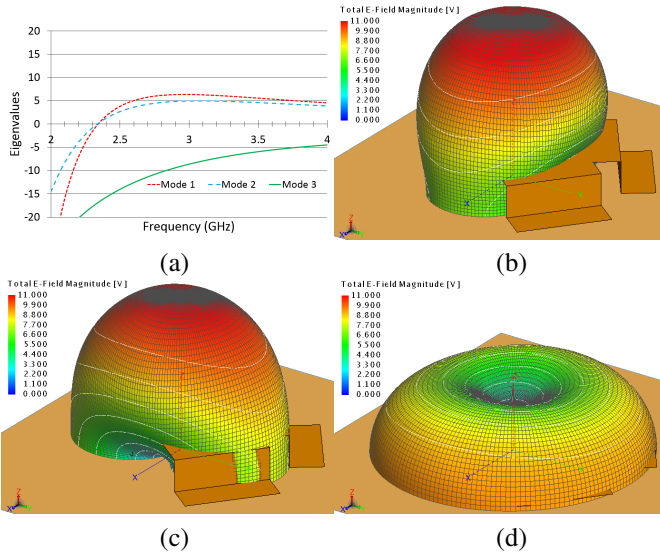 20
15
10
5
0
-5
-10
-15
-20
Eigenvalues
2
2.5
3
3.5
4
Mode 1
Mode 2
Mode 3
Frequency (GHz)
(a)
Total E-Field Magnitude [V]
11.000
9.900
8.800
7.700
6.600
5.500
4.400
3.300
2.200
1.100
0.000
X
Y
Z
X
Y
(b)
Total E-Field Magnitude [V]
11.000
9.900
8.800
7.700
6.600
5.500
4.400
3.300
2.200
1.100
0.000
X
Z
X
Y
(c)
Total E-Field Magnitude [V]
11.000
9.900
8.800
7.700
6.600
5.500
4.400
3.300
2.200
1.100
0.000
X
Z
X
Y
(d)